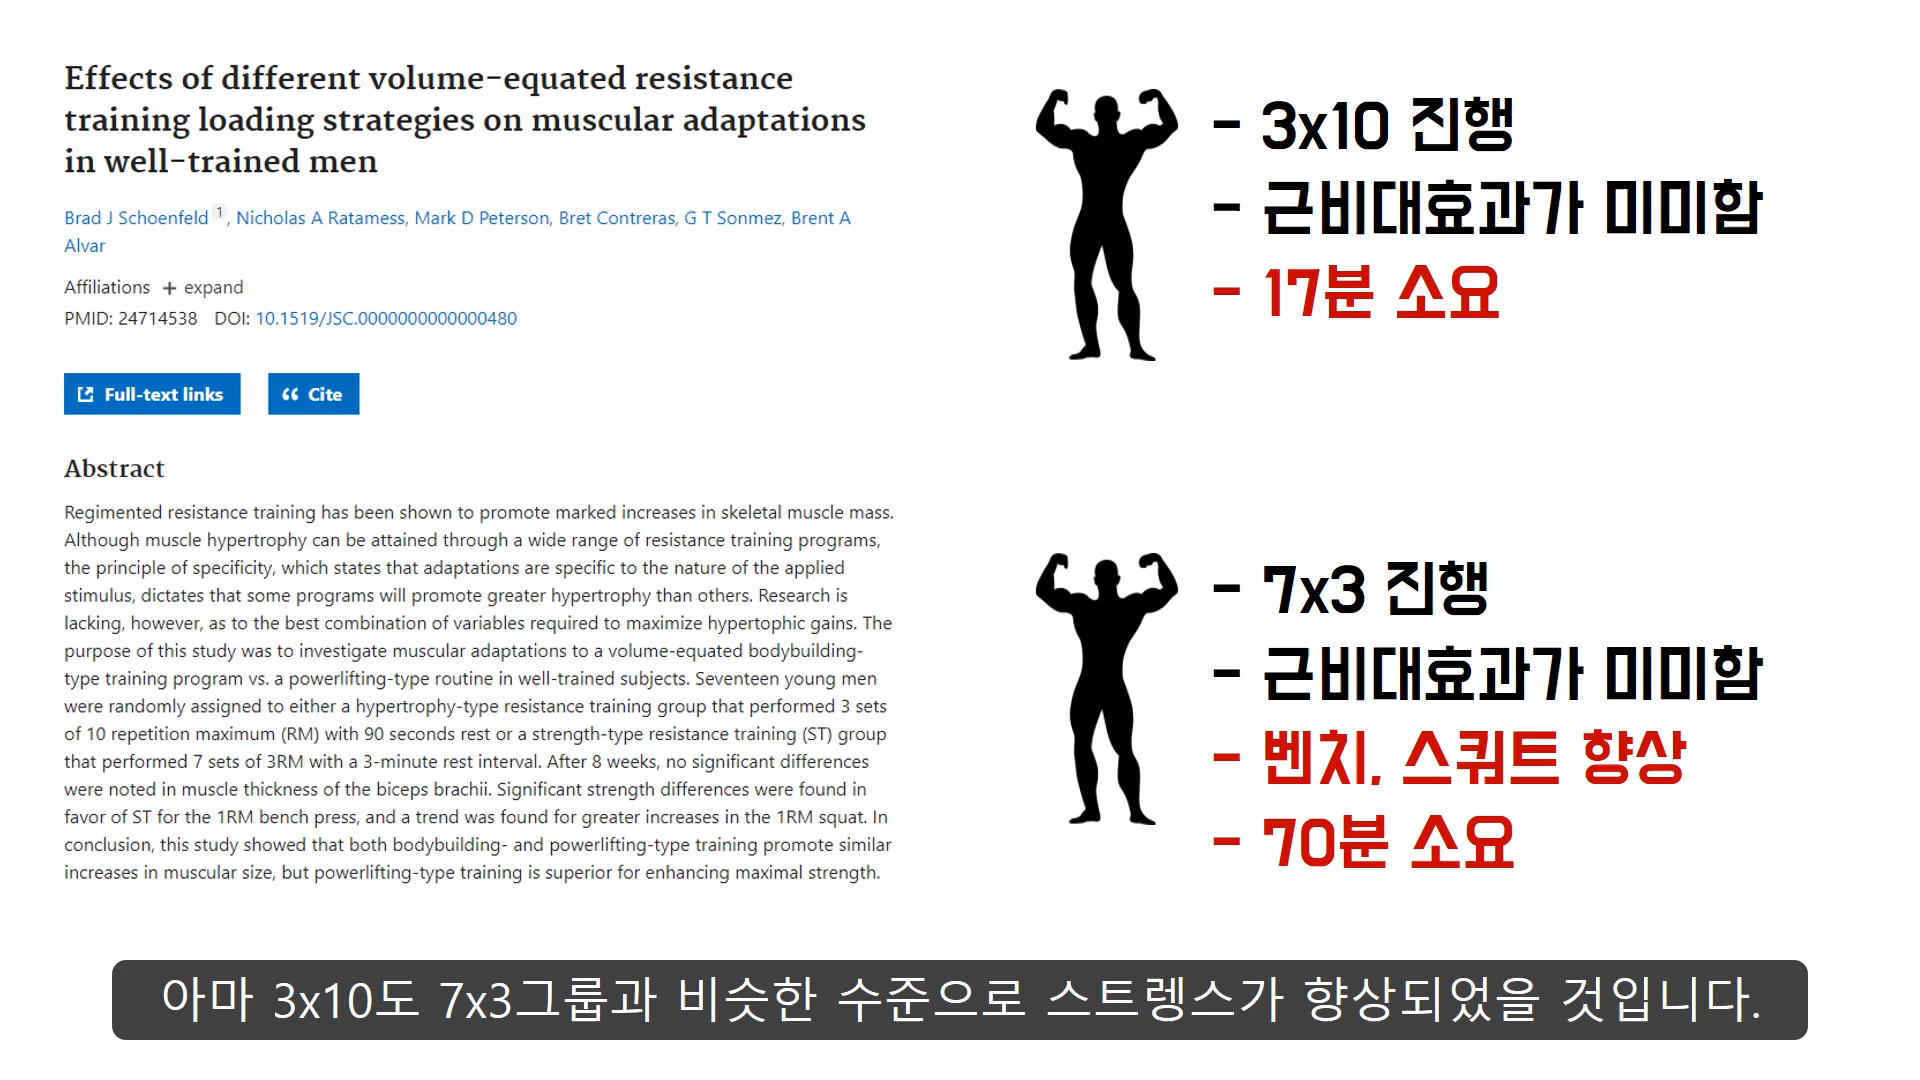 Effects of different volume-equated resistance
training loading strategies on muscular adaptations
in well-trained men
Brad J Schoenfeld 1, Nicholas A Ratamess, Mark D Peterson, Bret Contreras, G T Sonmez, Brent A
Alvar
Affiliations + expand
PMID: 24714538 DOI: 10.1519/JSC.0000000000000480
Full-text links
Cite
Abstract
Regimented resistance training has been shown to promote marked increases in skeletal muscle mass.
Although muscle hypertrophy can be attained through a wide range of resistance training programs,
the principle of specificity, which states that adaptations are specific to the nature of the applied
stimulus, dictates that some programs will promote greater hypertrophy than others. Research is
lacking, however, as to the best combination of variables required to maximize hypertophic gains. The
purpose of this study was to investigate muscular adaptations to a volume-equated bodybuilding-
type training program vs. a powerlifting-type routine in well-trained subjects. Seventeen young men
were randomly assigned to either a hypertrophy-type resistance training group that performed 3 sets
of 10 repetition maximum (RM) with 90 seconds rest or a strength-type resistance training (ST) group
that performed 7 sets of 3RM with a 3-minute rest interval. After 8 weeks, no significant differences
were noted in muscle thickness of the biceps brachii. Significant strength differences were found in
favor of ST for the 1RM bench press, and a trend was found for greater increases in the 1RM squat. In
conclusion, this study showed that both bodybuilding- and powerlifting-type training promote similar
increases in muscular size, but powerlifting-type training is superior for enhancing maximal strength.
- 3x10 진행
- 근비대효과가 미미함
- 17분 소요
- 7x3 진행
- 근비대효과가 미미함
- 벤치, 스쿼트 향상
- 70분 소요
아마 3x10도 7x3그룹과 비슷한 수준으로 스트렝스가 향상되었을 것입니다.